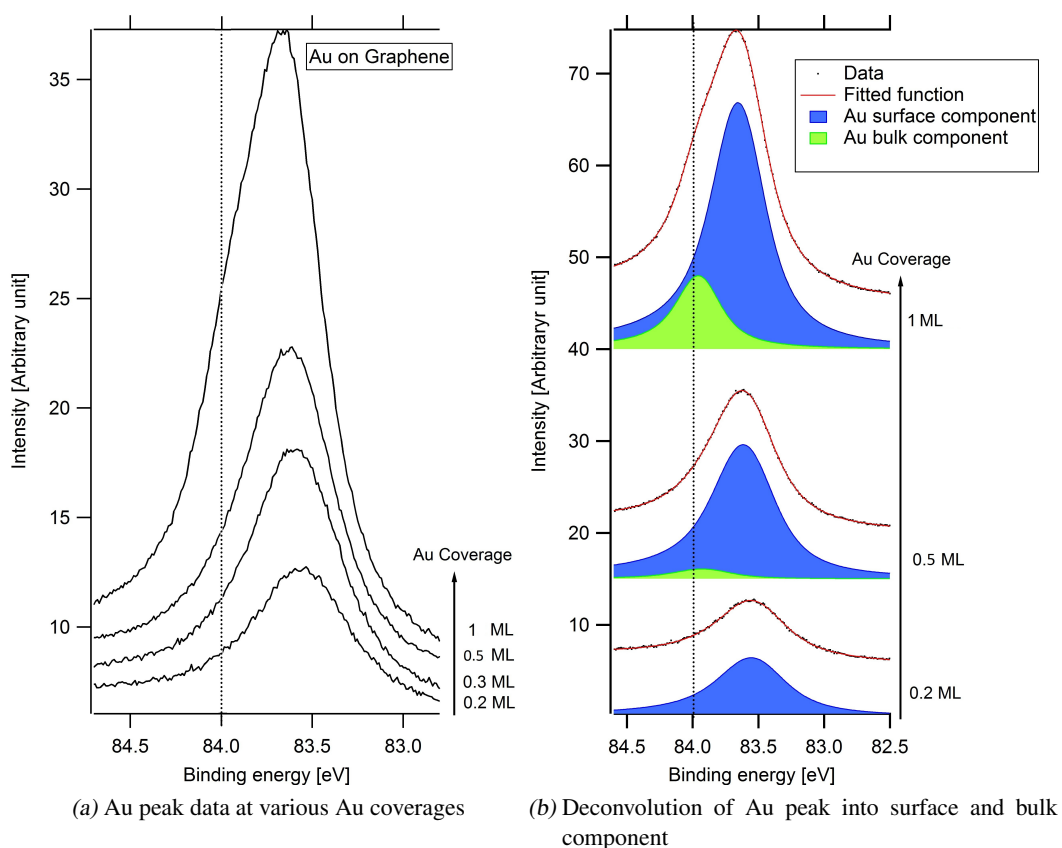 Au on Graphene
35
30
25
20
15
10
Intensity [Arbitrary unit]
Au Coverage
1 ML
0.5 ML
0.3 ML
0.2 ML
84.5 84.0 83.5 83.0
Binding energy [eV]
(a) Au peak data at various Au coverages
Data
Fitted function
Au surface component
Au bulk component
70
60
50
40
30
20
10
Intensity [Arbitraryr unit]
Au Coverage
1 ML
0.5 ML
0.2 ML
84.5 84.0 83.5 83.0 82.5
Binding energy [eV]
(b) Deconvolution of Au peak into surface and bulk
component